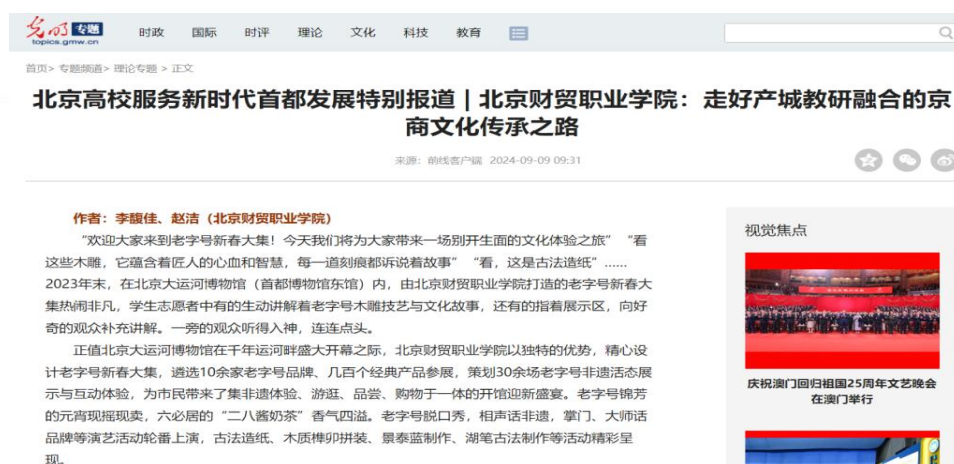 光明 专题
topics.gmw.cn
时政 国际 时评 理论 文化 科技 教育
首页> 专题频道> 理论专题 > 正文
北京高校服务新时代首都发展特别报道 | 北京财贸职业学院：走好产城教研融合的京
商文化传承之路
来源：前线客户端 2024-09-09 09:31
作者：李馥佳、赵洁（北京财贸职业学院）
“欢迎大家来到老字号新春大集！今天我们将为大家带来一场别开生面的文化体验之旅”“看
这些木雕，它蕴含着匠人的心血和智慧，每一道刻痕都诉说着故事”“看，这是古法造纸”……
2023年末，在北京大运河博物馆（首都博物馆东馆）内，由北京财贸职业学院打造的老字号新春大
集热闹非凡，学生志愿者中有的生动讲解着老字号木雕技艺与文化故事，还有的指着展示区，向好
奇的观众补充讲解。一旁的观众听得入神，连连点头。
正值北京大运河博物馆在千年运河畔盛大开幕之际，北京财贸职业学院以独特的优势，精心设
计老字号新春大集，遴选10余家老字号品牌、几百个经典产品参展，策划30余场老字号非遗活态展
示与互动体验，为市民带来了集非遗体验、游逛、品尝、购物于一体的开馆迎新盛宴。老字号锦芳
的元宵现摇现卖，六必居的“二八酱奶茶”香气四溢。老字号脱口秀，相声话非遗，掌门、大师话
品牌等演艺活动轮番上演，古法造纸、木质榫卯拼装、景泰蓝制作、湖笔古法制作等活动精彩呈
现。
视觉焦点
庆祝澳门回归祖国25周年文艺晚会
在澳门举行